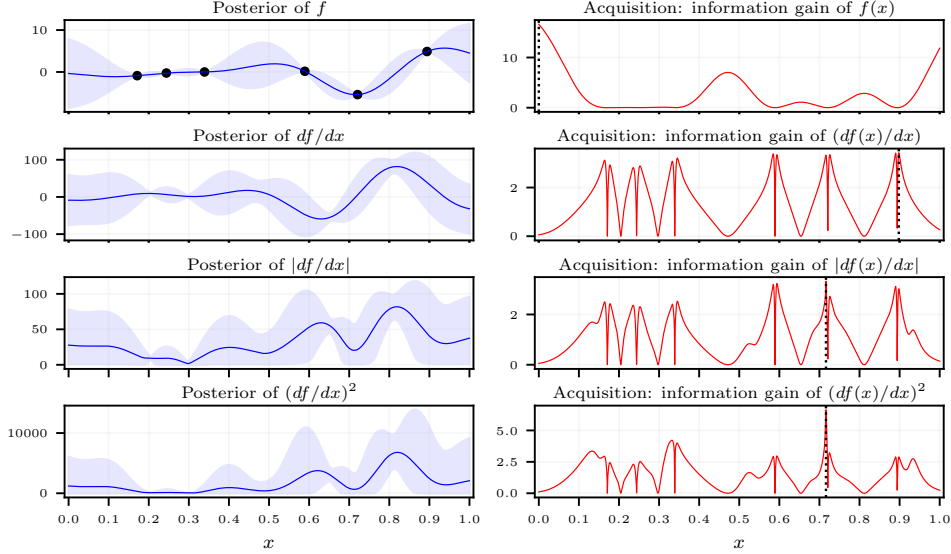 Posterior of f
10
0
Acquisition: information gain of f(x)
10
0
Posterior of df/dx
100
0
−100
Acquisition: information gain of (df(x)/dx)
2
0
Posterior of |df/dx|
100
50
0
Acquisition: information gain of |df(x)/dx|
2
0
Posterior of (df/dx)²
10000
0
0.0 0.1 0.2 0.3 0.4 0.5 0.6 0.7 0.8 0.9 1.0
x
Acquisition: information gain of (df(x)/dx)²
5.0
2.5
0.0
0.0 0.1 0.2 0.3 0.4 0.5 0.6 0.7 0.8 0.9 1.0
x